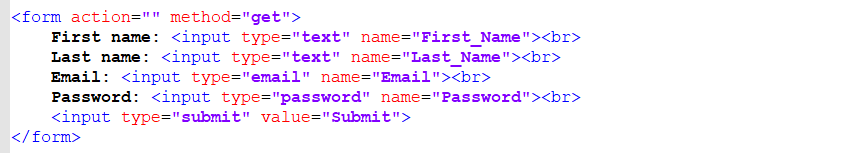 <form action="" method="get">
First name: <input type="text" name="First_Name"><br>
Last name: <input type="text" name="Last_Name"><br>
Email: <input type="email" name="Email"><br>
Password: <input type="password" name="Password"><br>
<input type="submit" value="Submit">
</form>